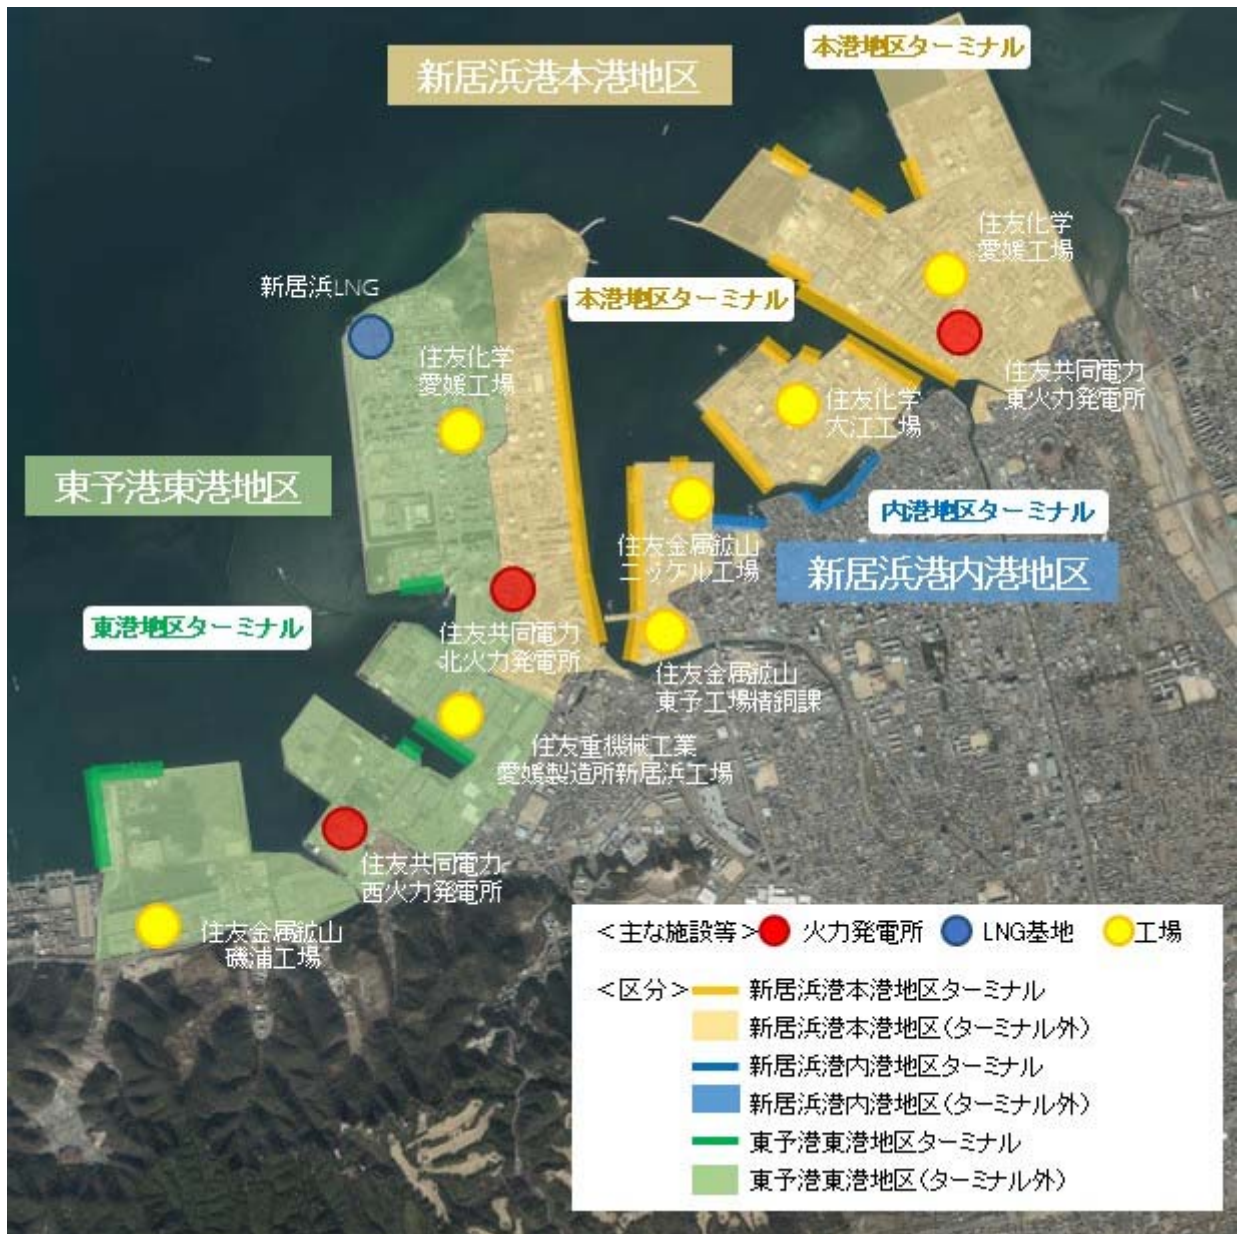 本港地区ターミナル
新居浜港本港地区
住友化学
愛媛工場
新居浜LNG
本港地区ターミナル
住友化学
愛媛工場
住友共同電力
東火力発電所
住友化学
大江工場
東予港東港地区
内港地区ターミナル
住友金属鉱山
ニッケル工場
新居浜港内港地区
東港地区ターミナル
住友共同電力
北火力発電所
住友金属鉱山
東予工場精銅課
住友重機械工業
愛媛製造所新居浜工場
住友共同電力
西火力発電所
住友金属鉱山
磯浦工場
＜主な施設等＞ 火力発電所 LNG基地 工場
＜区分＞ 新居浜港本港地区ターミナル
新居浜港本港地区(ターミナル外)
新居浜港内港地区ターミナル
新居浜港内港地区(ターミナル外)
東予港東港地区ターミナル
東予港東港地区(ターミナル外)